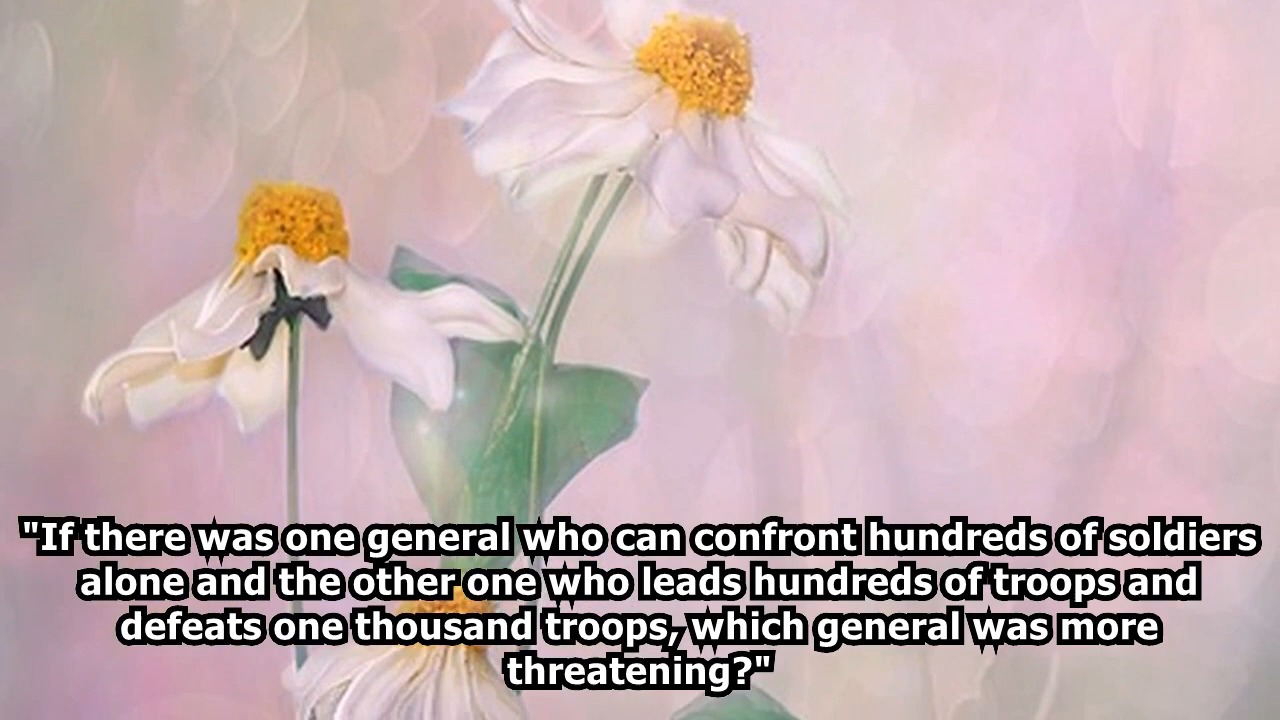 "If there was one general who can confront hundreds of soldiers
alone and the other one who leads hundreds of troops and
defeats one thousand troops, which general was more
threatening?"